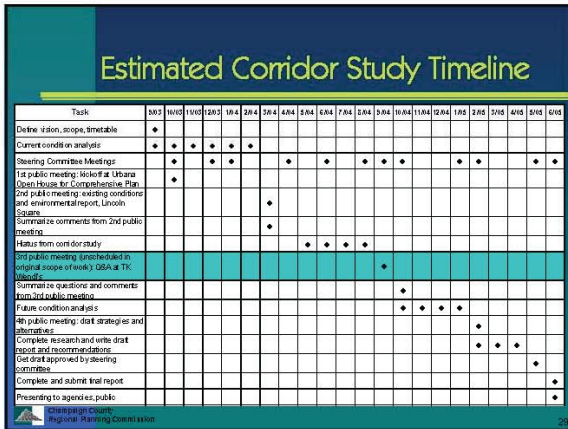 Estimated Corridor Study Timeline
Task 9/03 10/03 11/03 12/03 1/04 2/04 3/04 4/04 5/04 6/04 7/04 8/04 9/04 10/04 11/04 12/04 1/05 2/05 3/05 4/05 5/05 6/05
Define vision, scope, timetable
Current condition analysis
Steering Committee Meetings
1st public meeting: kickoff at Urbana
Open House for Comprehensive Plan
2nd public meeting: existing conditions
and environmental report, Lincoln
Square
Summarize comments from 2nd public
meeting
Hiatus from corridor study
3rd public meeting (unscheduled in
original scope of work): Q&A at TK
Wendl's
Summarize questions and comments
from 3rd public meeting
Future condition analysis
4th public meeting: draft strategies and
alternatives
Complete research and write draft
report and recommendations
Get draft approved by steering
committee
Complete and submit final report
Presenting to agencies, public
Champaign County
Regional Planning Commission
29